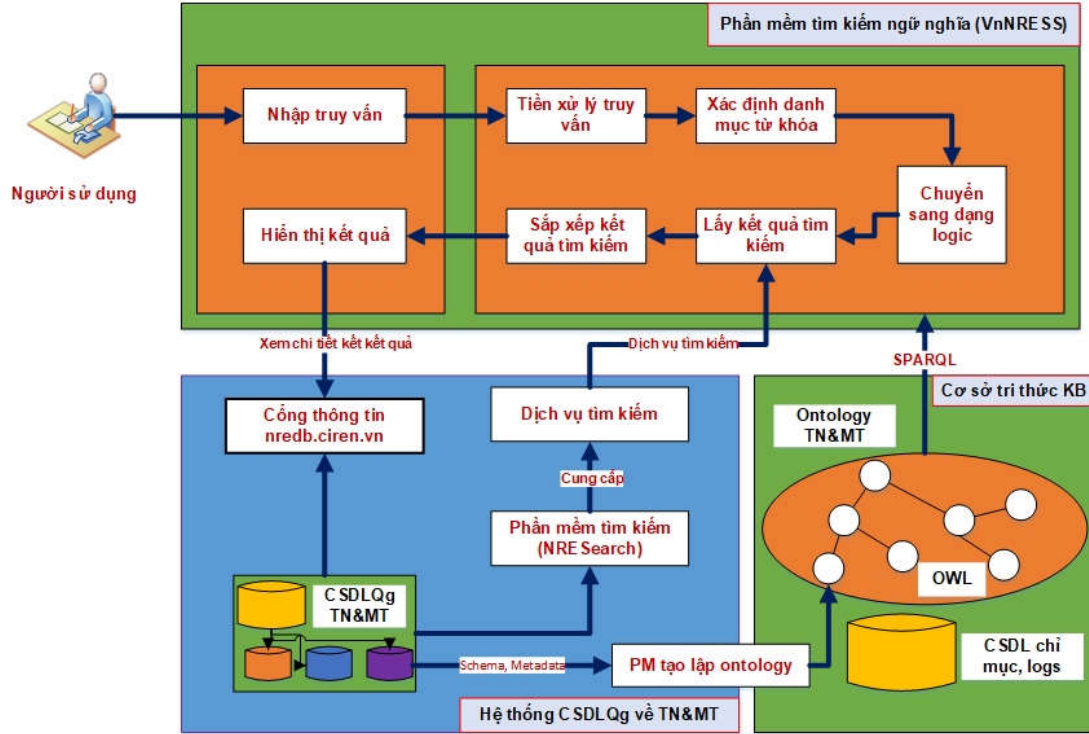 Phần mềm tìm kiếm ngữ nghĩa (VnNRESS)
Nhập truy vấn
Tiền xử lý truy
vấn
Xác định danh
mục từ khóa
Người sử dụng
Chuyển
sang dạng
logic
Hiển thị kết quả
Sắp xếp kết
quả tìm kiếm
Lấy kết quả tìm
kiếm
Xem chi tiết kết kết quả
Dịch vụ tìm kiếm
SPARQL
Cơ sở tri thức KB
Cổng thông tin
nredb.ciren.vn
Dịch vụ tìm kiếm
Ontology
TN&MT
Cung cấp
Phần mềm tìm kiếm
(NRESearch)
OWL
CSDLQg
TN&MT
CSDL chỉ
mục, logs
Schema, Metadata
PM tạo lập ontology
Hệ thống CSDLQg về TN&MT